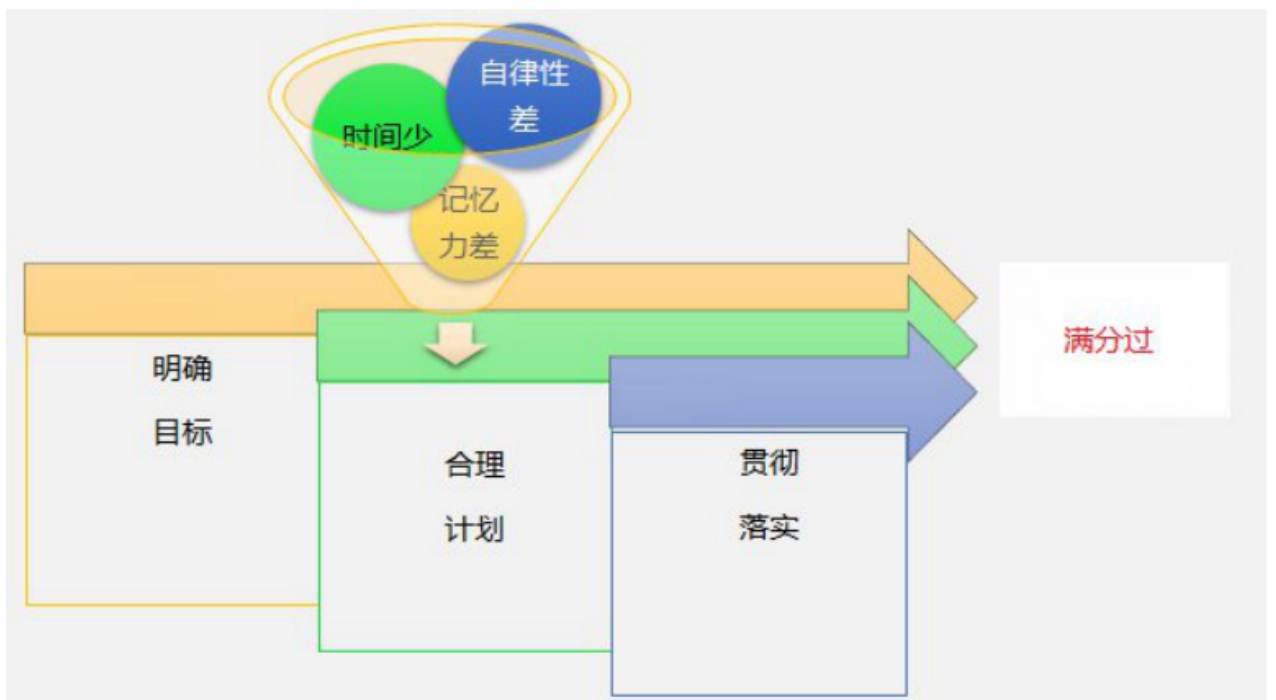 自律性
差
时间少
记忆
力差
明确
目标
合理
计划
贯彻
落实
满分过